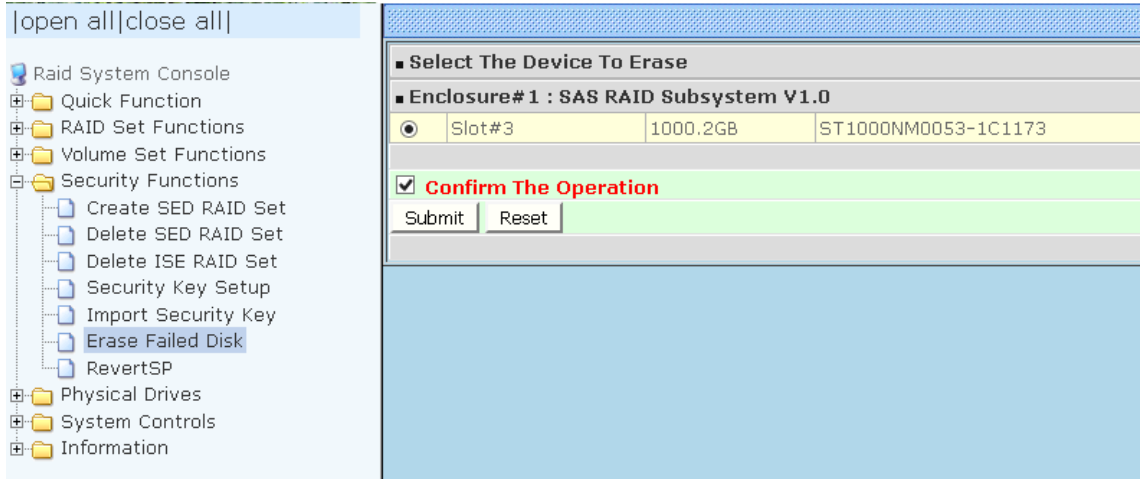 |open all|close all|
Raid System Console
Quick Function
RAID Set Functions
Volume Set Functions
Security Functions
Create SED RAID Set
Delete SED RAID Set
Delete ISE RAID Set
Security Key Setup
Import Security Key
Erase Failed Disk
RevertSP
Physical Drives
System Controls
Information
Select The Device To Erase
Enclosure#1 : SAS RAID Subsystem V1.0
Slot#3 1000.2GB ST1000NM0053-1C1173
Confirm The Operation
Submit Reset